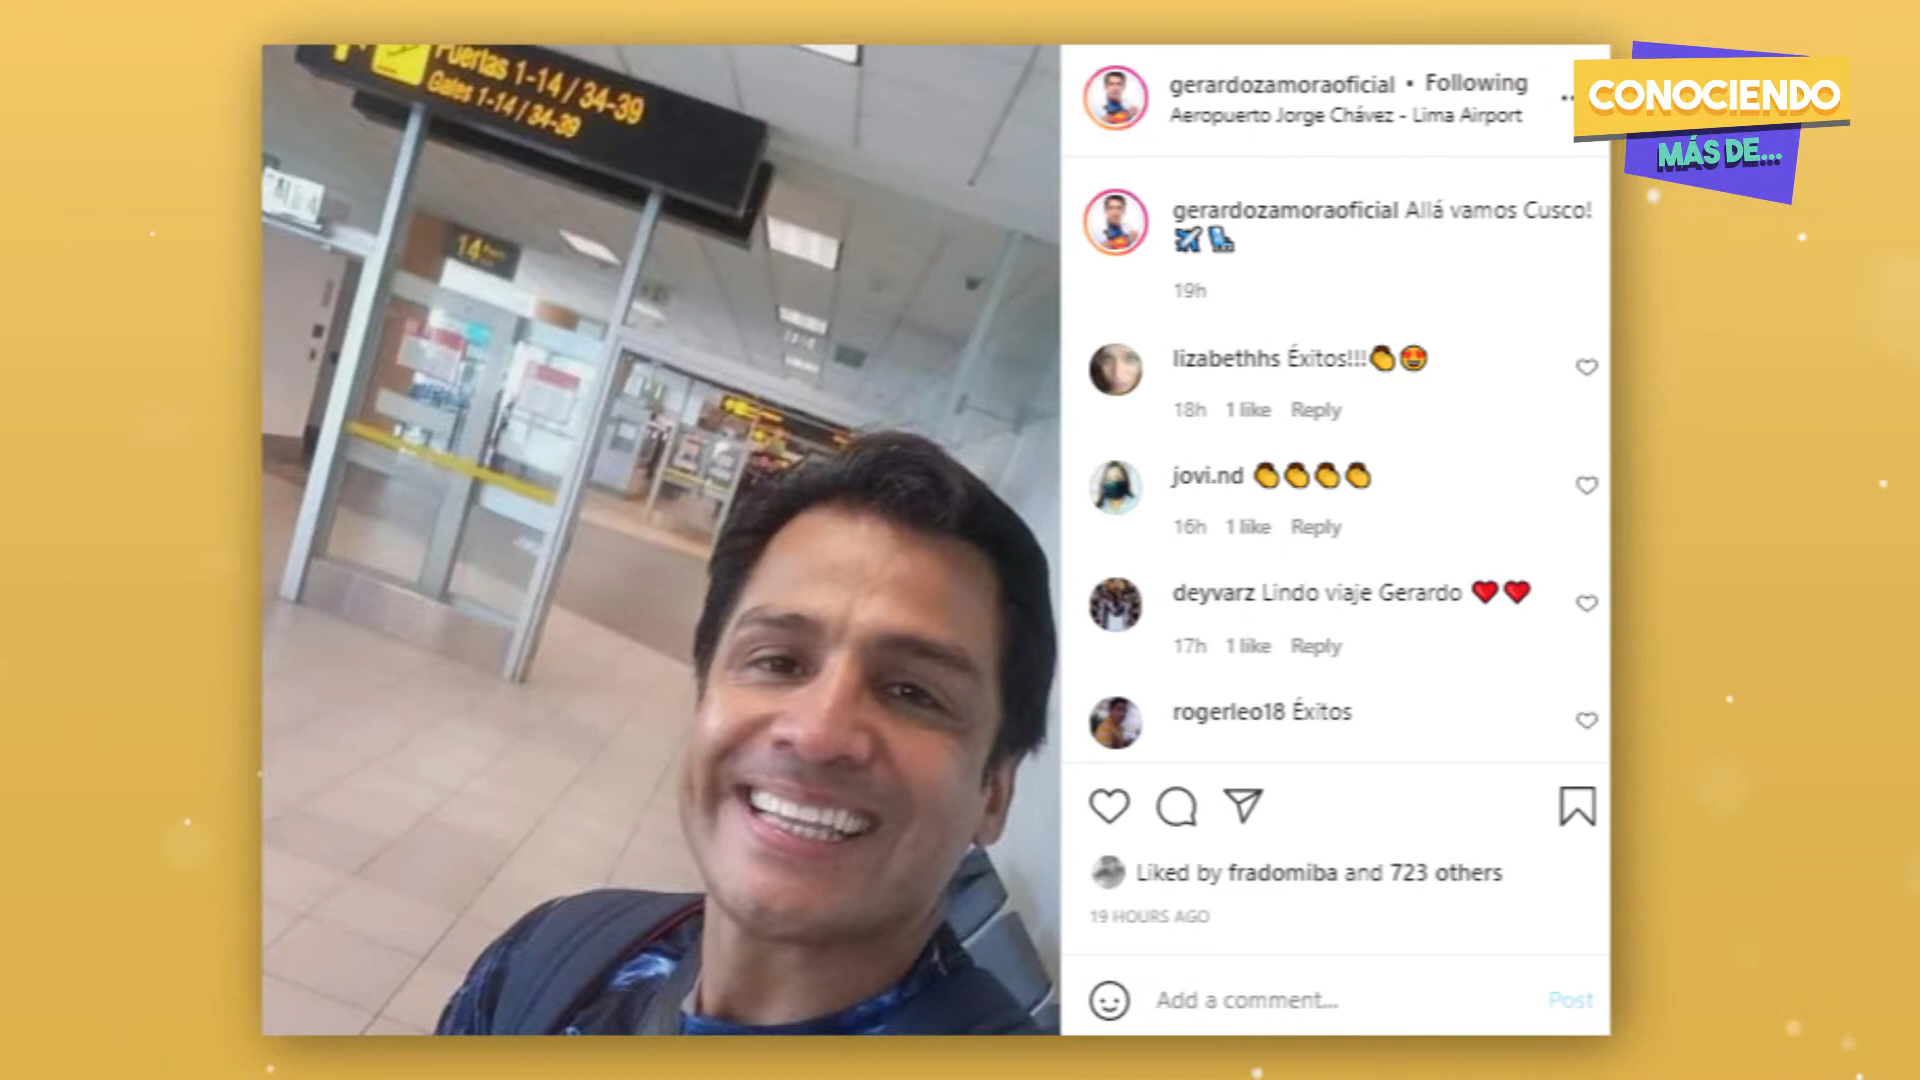 Puertas 1-14 / 34-39
Gates 1-14 / 34-39
14
gerardozamoraoficial • Following
Aeropuerto Jorge Chávez - Lima Airport
CONOCIENDO
MÁS DE...
gerardozamoraoficial Allá vamos Cusco!
19h
lizabethhs Éxitos!!!
18h 1 like Reply
jovi.nd
16h 1 like Reply
deyvarz Lindo viaje Gerardo
17h 1 like Reply
rogerleo18 Éxitos
Liked by fradomiba and 723 others
19 HOURS AGO
Add a comment...
Post